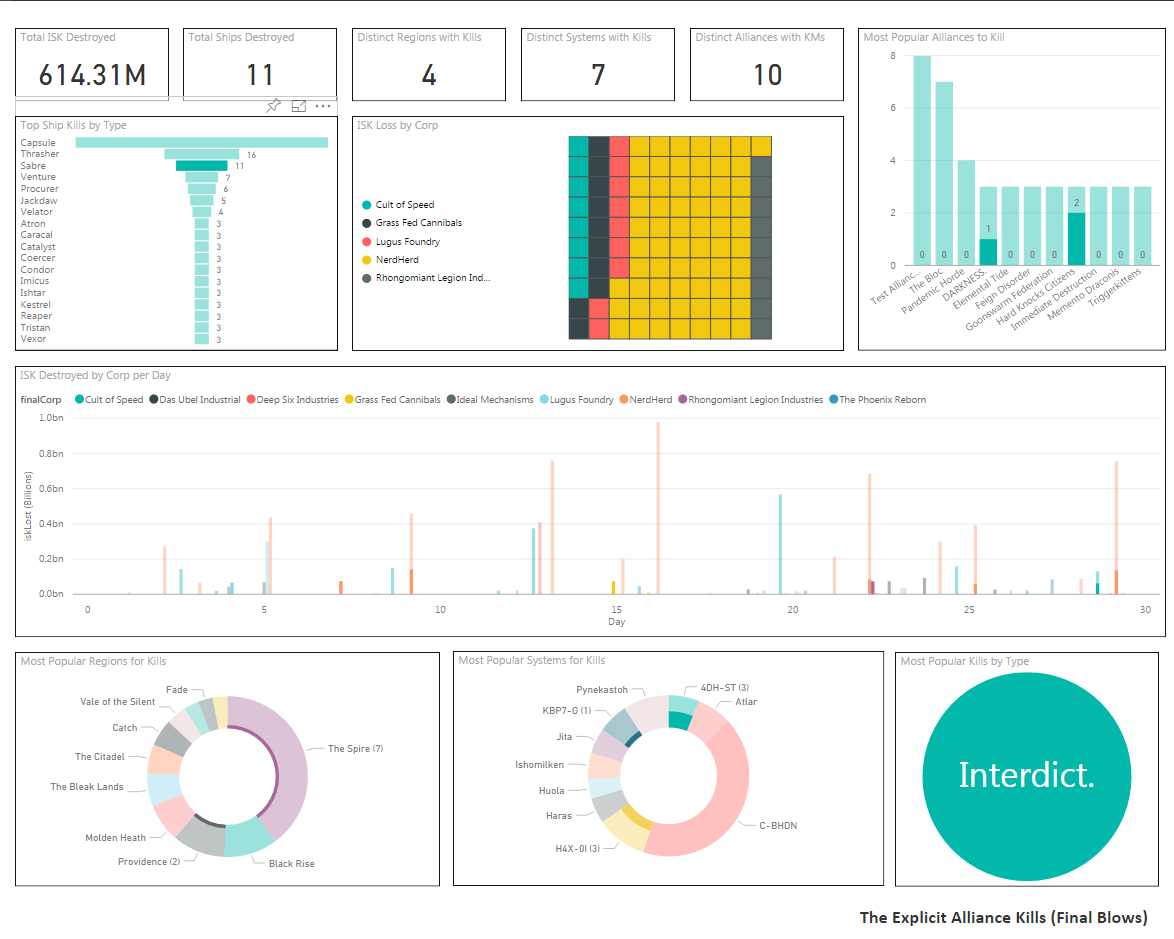 Total ISK Destroyed
614.31M
Total Ships Destroyed
11
Distinct Regions with Kills
4
Distinct Systems with Kills
7
Distinct Alliances with KMs
10
Most Popular Alliances to Kill
8
6
4
2
0
0
0
0
1
0
0
0
2
0
0
0
Test Allianc...
The Bloc
Pandemic Horde
DARKNESS.
Elemental Tide
Feign Disorder
Goonswarm Federation
Hard Knocks Citizens
Immediate Destruction
Memento Draconis
Triggerkittens
Top Ship Kills by Type
Capsule
Thrasher 16
Sabre 11
Venture 7
Procurer 6
Jackdaw 5
Velator 4
Atron 3
Caracal 3
Catalyst 3
Coercer 3
Condor 3
Imicus 3
Ishtar 3
Kestrel 3
Reaper 3
Tristan 3
Vexor 3
ISK Loss by Corp
Cult of Speed
Grass Fed Cannibals
Lugus Foundry
NerdHerd
Rhongomiant Legion Ind...
ISK Destroyed by Corp per Day
finalCorp Cult of Speed Das Ubel Industrial Deep Six Industries Grass Fed Cannibals Ideal Mechanisms Lugus Foundry NerdHerd Rhongomiant Legion Industries The Phoenix Reborn
iskLost (Billions)
1.0bn
0.8bn
0.6bn
0.4bn
0.2bn
0.0bn
0 5 10 15 20 25 30
Day
Most Popular Regions for Kills
Fade
Vale of the Silent
Catch
The Citadel
The Bleak Lands
Molden Heath
Providence (2)
Black Rise
The Spire (7)
Most Popular Systems for Kills
Pynekastoh
KBP7-G (1)
Jita
Ishomilken
Huola
Haras
H4X-0I (3)
4DH-ST (3)
Atlar
C-BHDN
Most Popular Kills by Type
Interdict.
The Explicit Alliance Kills (Final Blows)